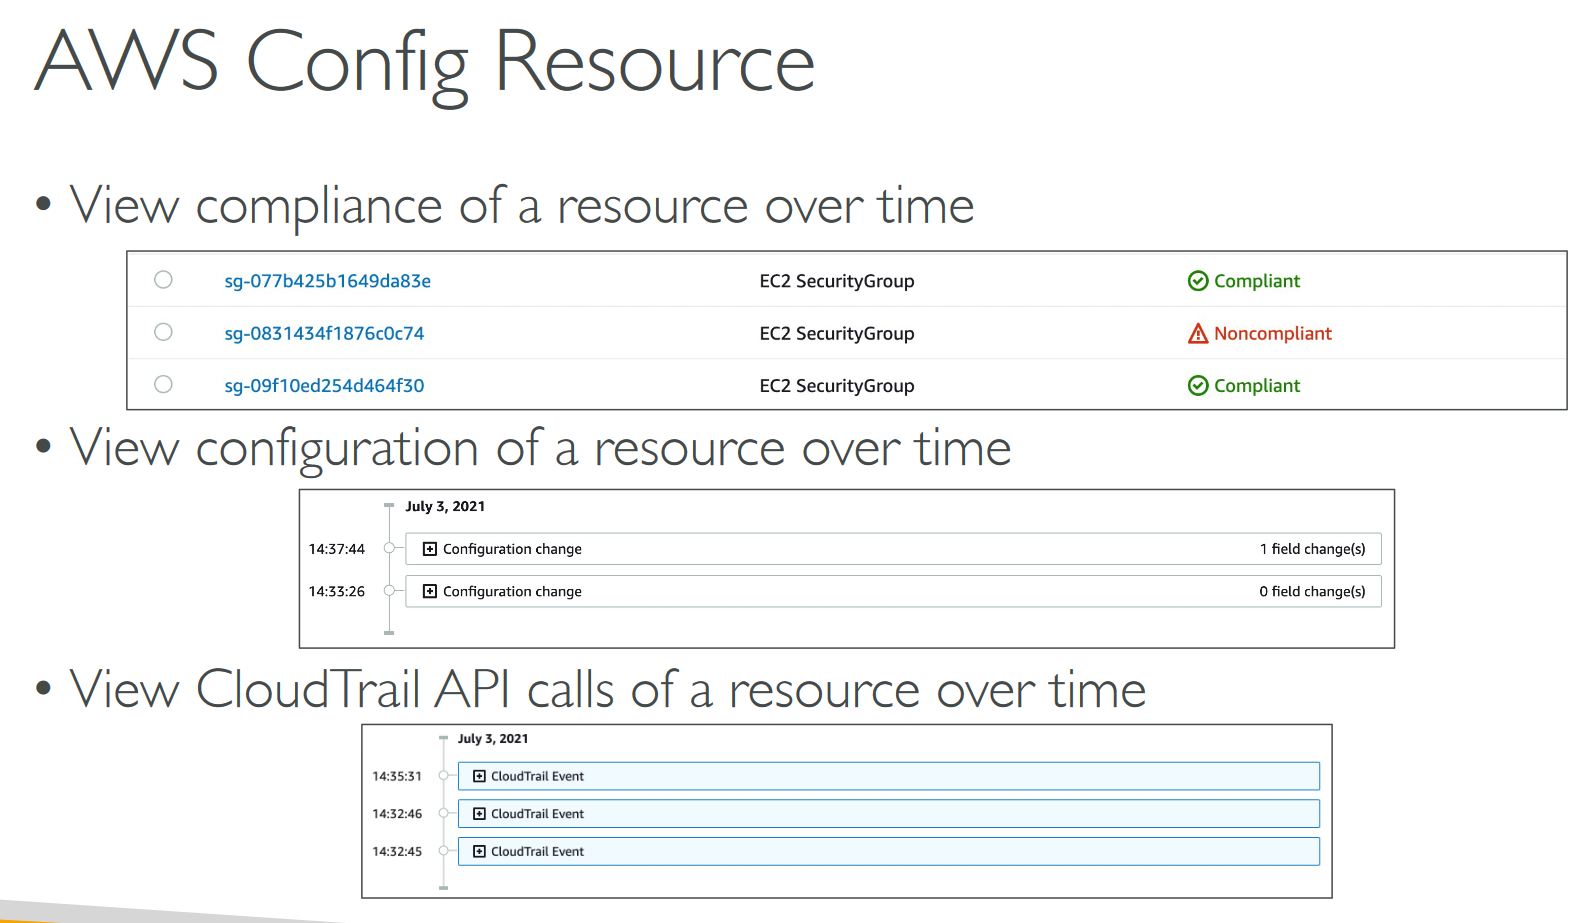 AWS Config Resource
• View compliance of a resource over time
sg-077b425b1649da83e EC2 SecurityGroup Compliant
sg-0831434f1876c0c74 EC2 SecurityGroup Noncompliant
sg-09f10ed254d464f30 EC2 SecurityGroup Compliant
• View configuration of a resource over time
July 3, 2021
14:37:44 Configuration change 1 field change(s)
14:33:26 Configuration change 0 field change(s)
• View CloudTrail API calls of a resource over time
July 3, 2021
14:35:31 CloudTrail Event
14:32:46 CloudTrail Event
14:32:45 CloudTrail Event